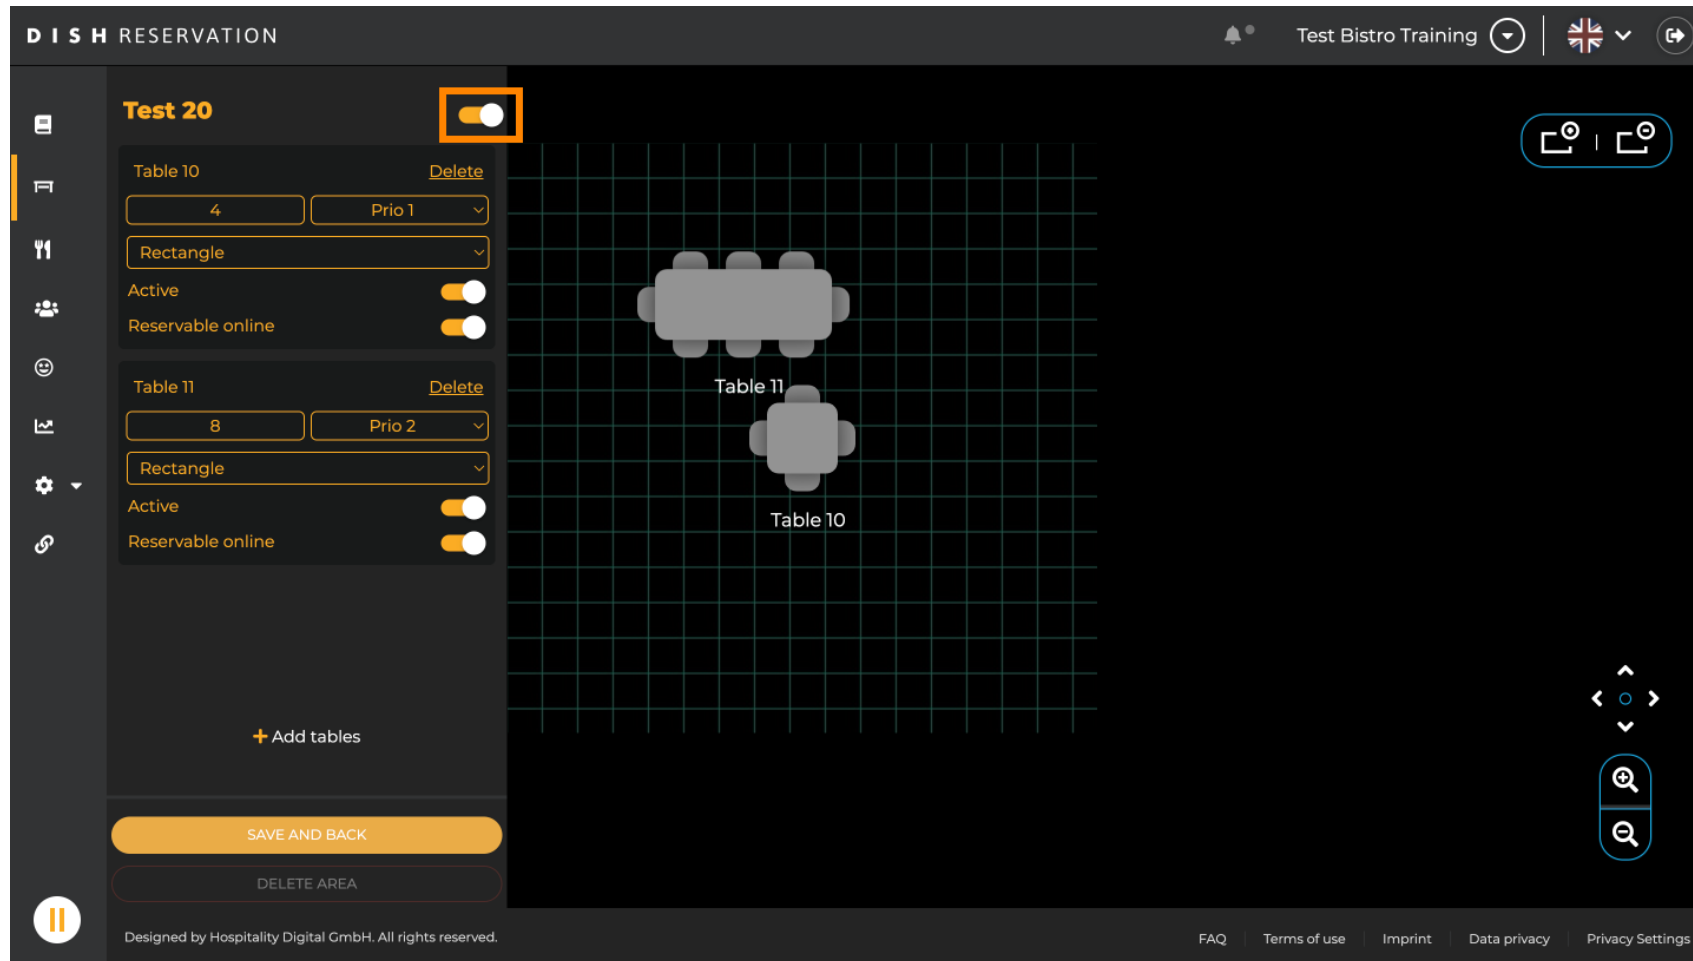 DISH RESERVATION
Test Bistro Training
Test 20
Table 10 Delete
4 Prio 1
Rectangle
Active
Reservable online
Table 11 Delete
8 Prio 2
Rectangle
Active
Reservable online
Add tables
SAVE AND BACK
DELETE AREA
Table 11
Table 10
Designed by Hospitality Digital GmbH. All rights reserved.
FAQ Terms of use Imprint Data privacy Privacy Settings